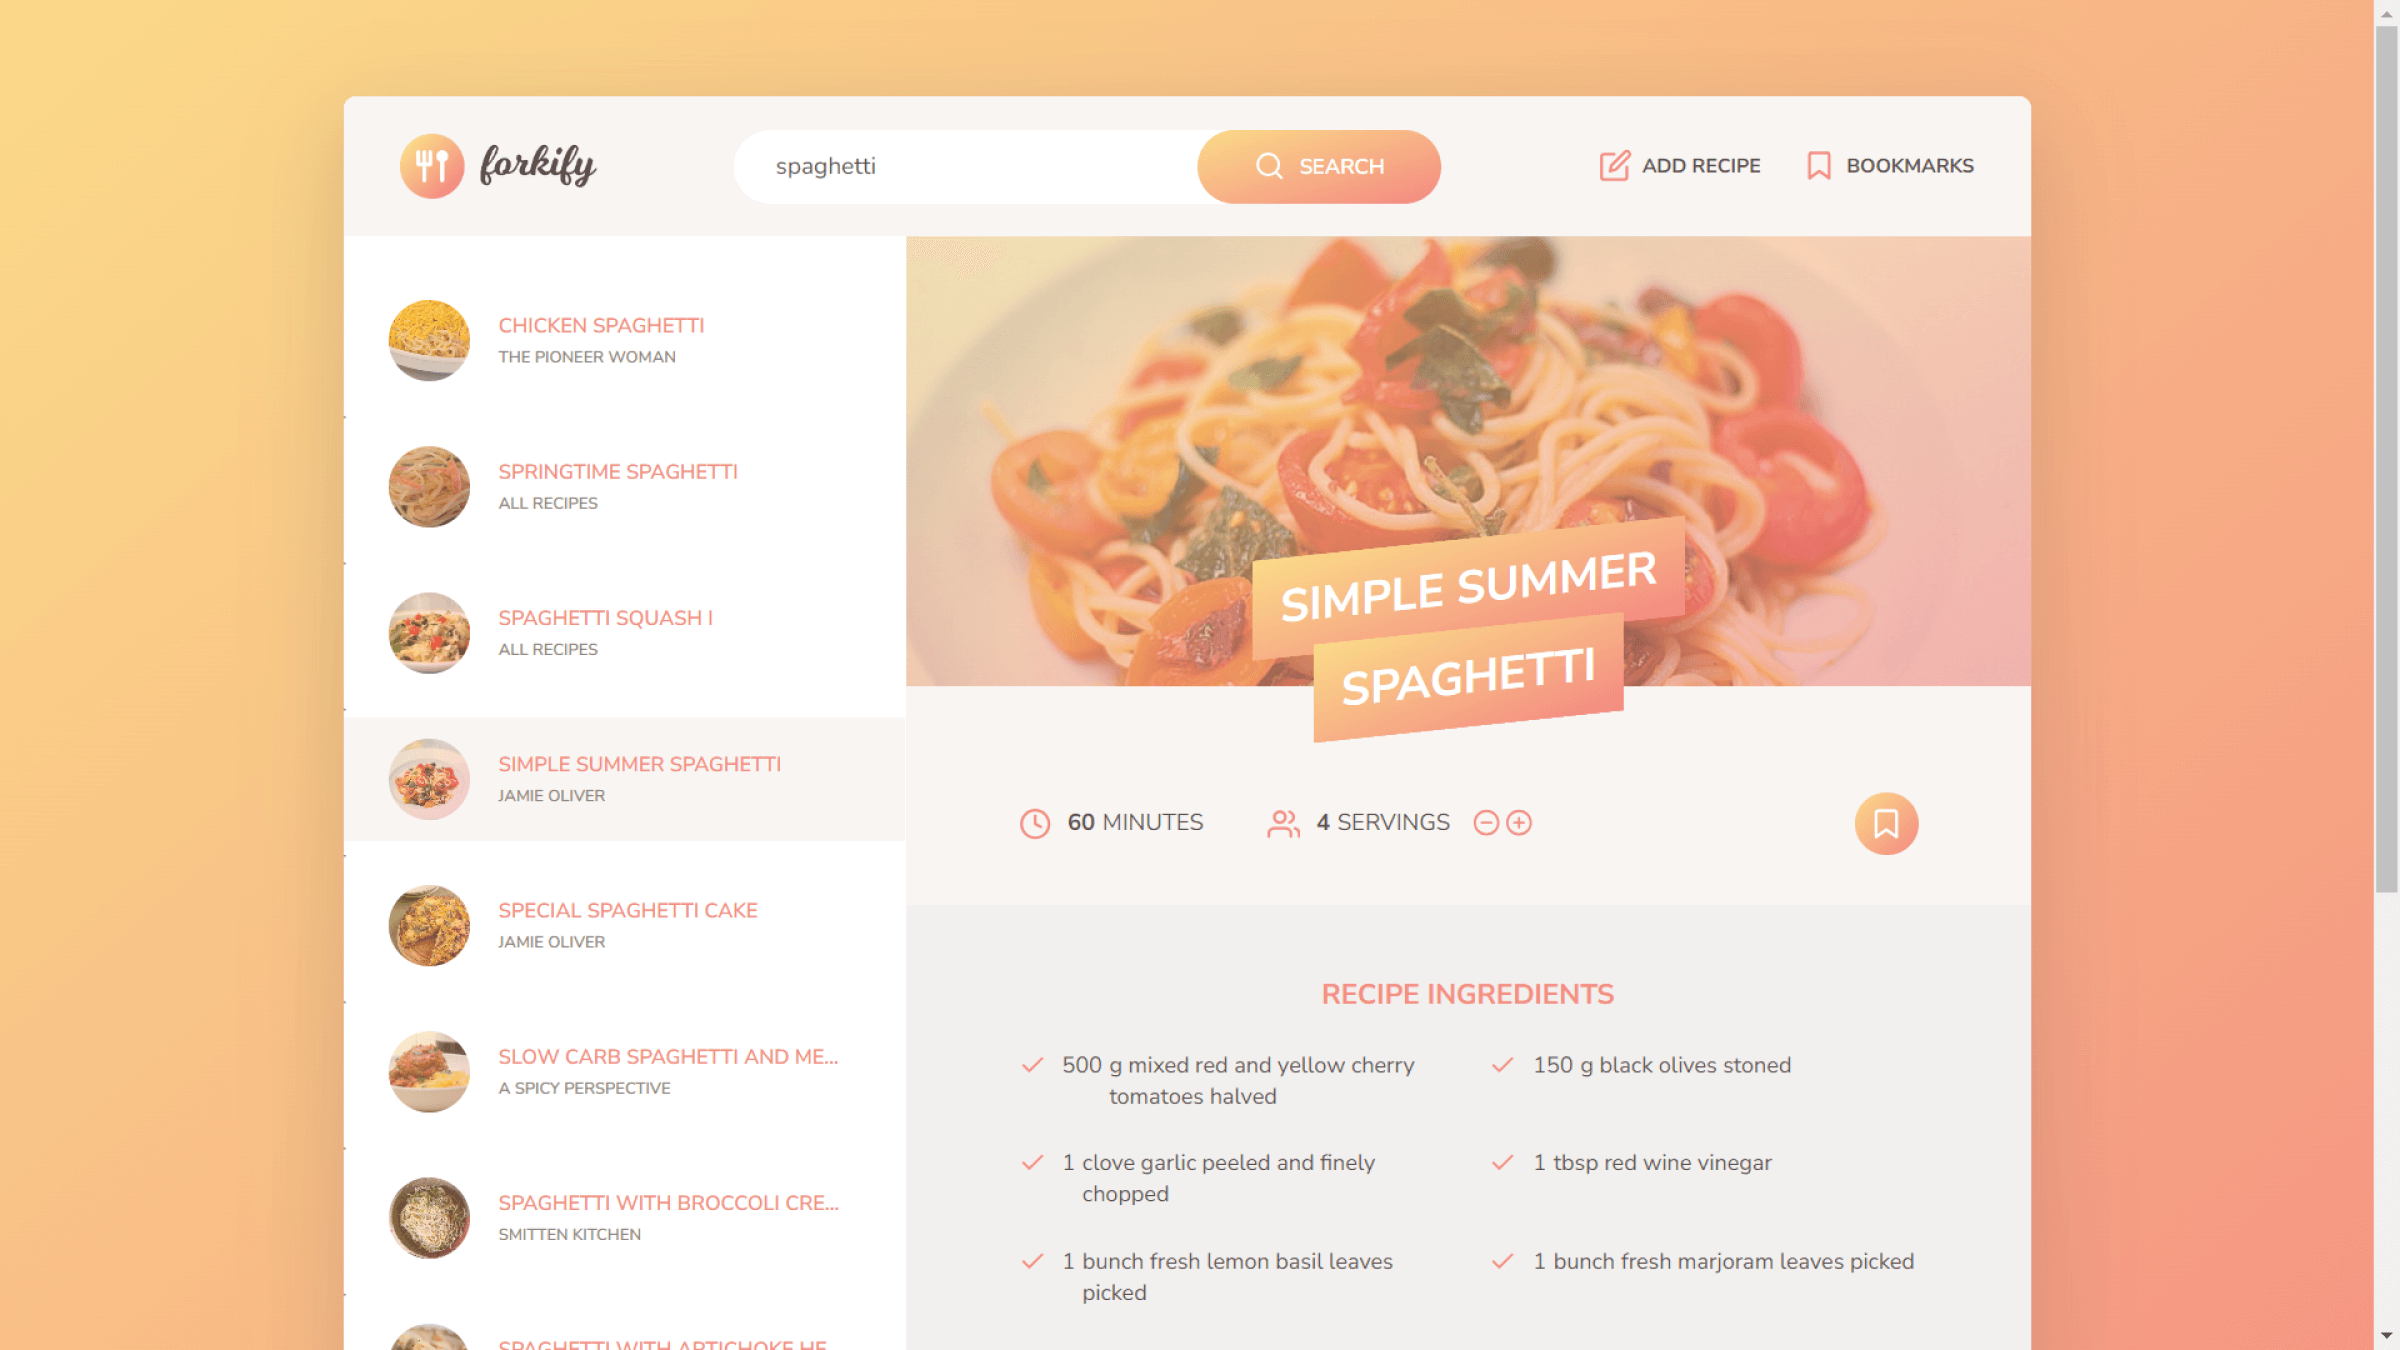 forkify
spaghetti
SEARCH
ADD RECIPE
BOOKMARKS
CHICKEN SPAGHETTI
THE PIONEER WOMAN
SPRINGTIME SPAGHETTI
ALL RECIPES
SPAGHETTI SQUASH I
ALL RECIPES
SIMPLE SUMMER SPAGHETTI
JAMIE OLIVER
SPECIAL SPAGHETTI CAKE
JAMIE OLIVER
SLOW CARB SPAGHETTI AND ME...
A SPICY PERSPECTIVE
SPAGHETTI WITH BROCCOLI CRE...
SMITTEN KITCHEN
SPAGHETTI WITH ARTICHOKE HE...
SIMPLE SUMMER
SPAGHETTI
60 MINUTES
4 SERVINGS
RECIPE INGREDIENTS
500 g mixed red and yellow cherry
tomatoes halved
150 g black olives stoned
1 clove garlic peeled and finely
chopped
1 tbsp red wine vinegar
1 bunch fresh lemon basil leaves
picked
1 bunch fresh marjoram leaves picked